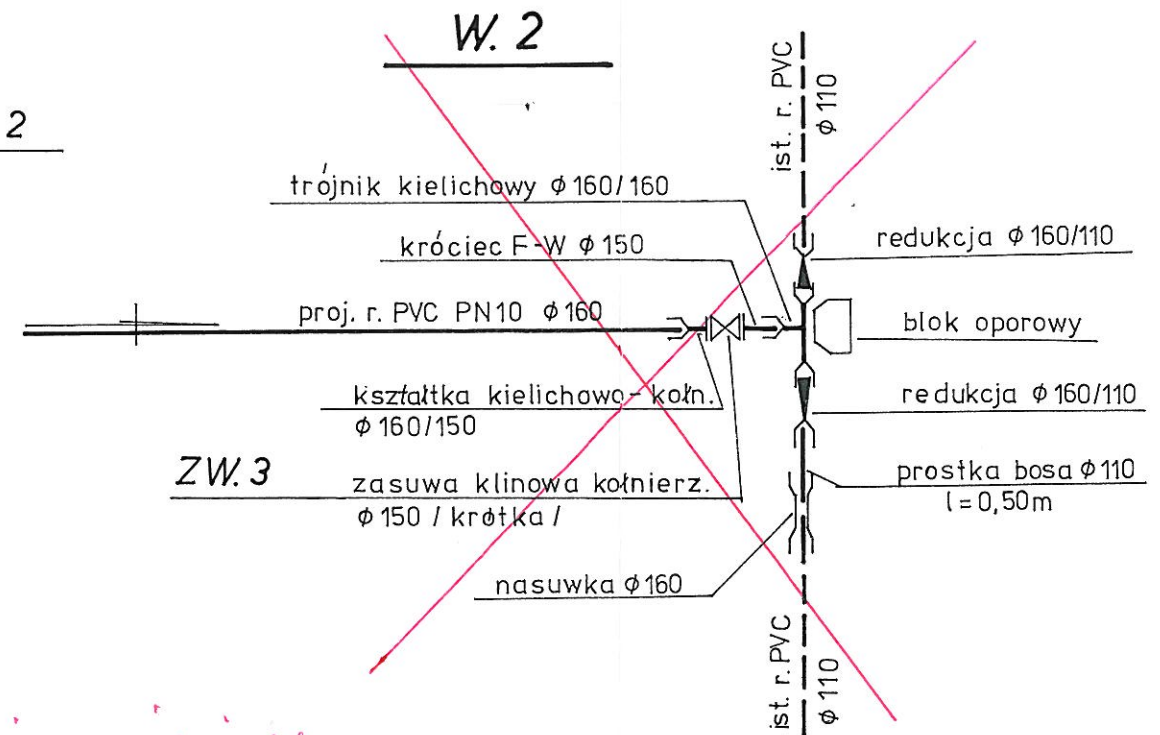 W. 2
2
ist. r. PVC
ϕ 110
trójnik kielichowy ϕ 160/160
króciec F-W ϕ 150
redukcja ϕ 160/110
proj. r. PVC PN10 ϕ 160
blok oporowy
kształtka kielichowo-kołn.
ϕ 160/150
redukcja ϕ 160/110
ZW. 3
zasuwa klinowa kołnierz.
ϕ 150 / krótka /
prostka bosa ϕ 110
l=0,50m
nasuwka ϕ 160
ist. r. PVC
ϕ 110